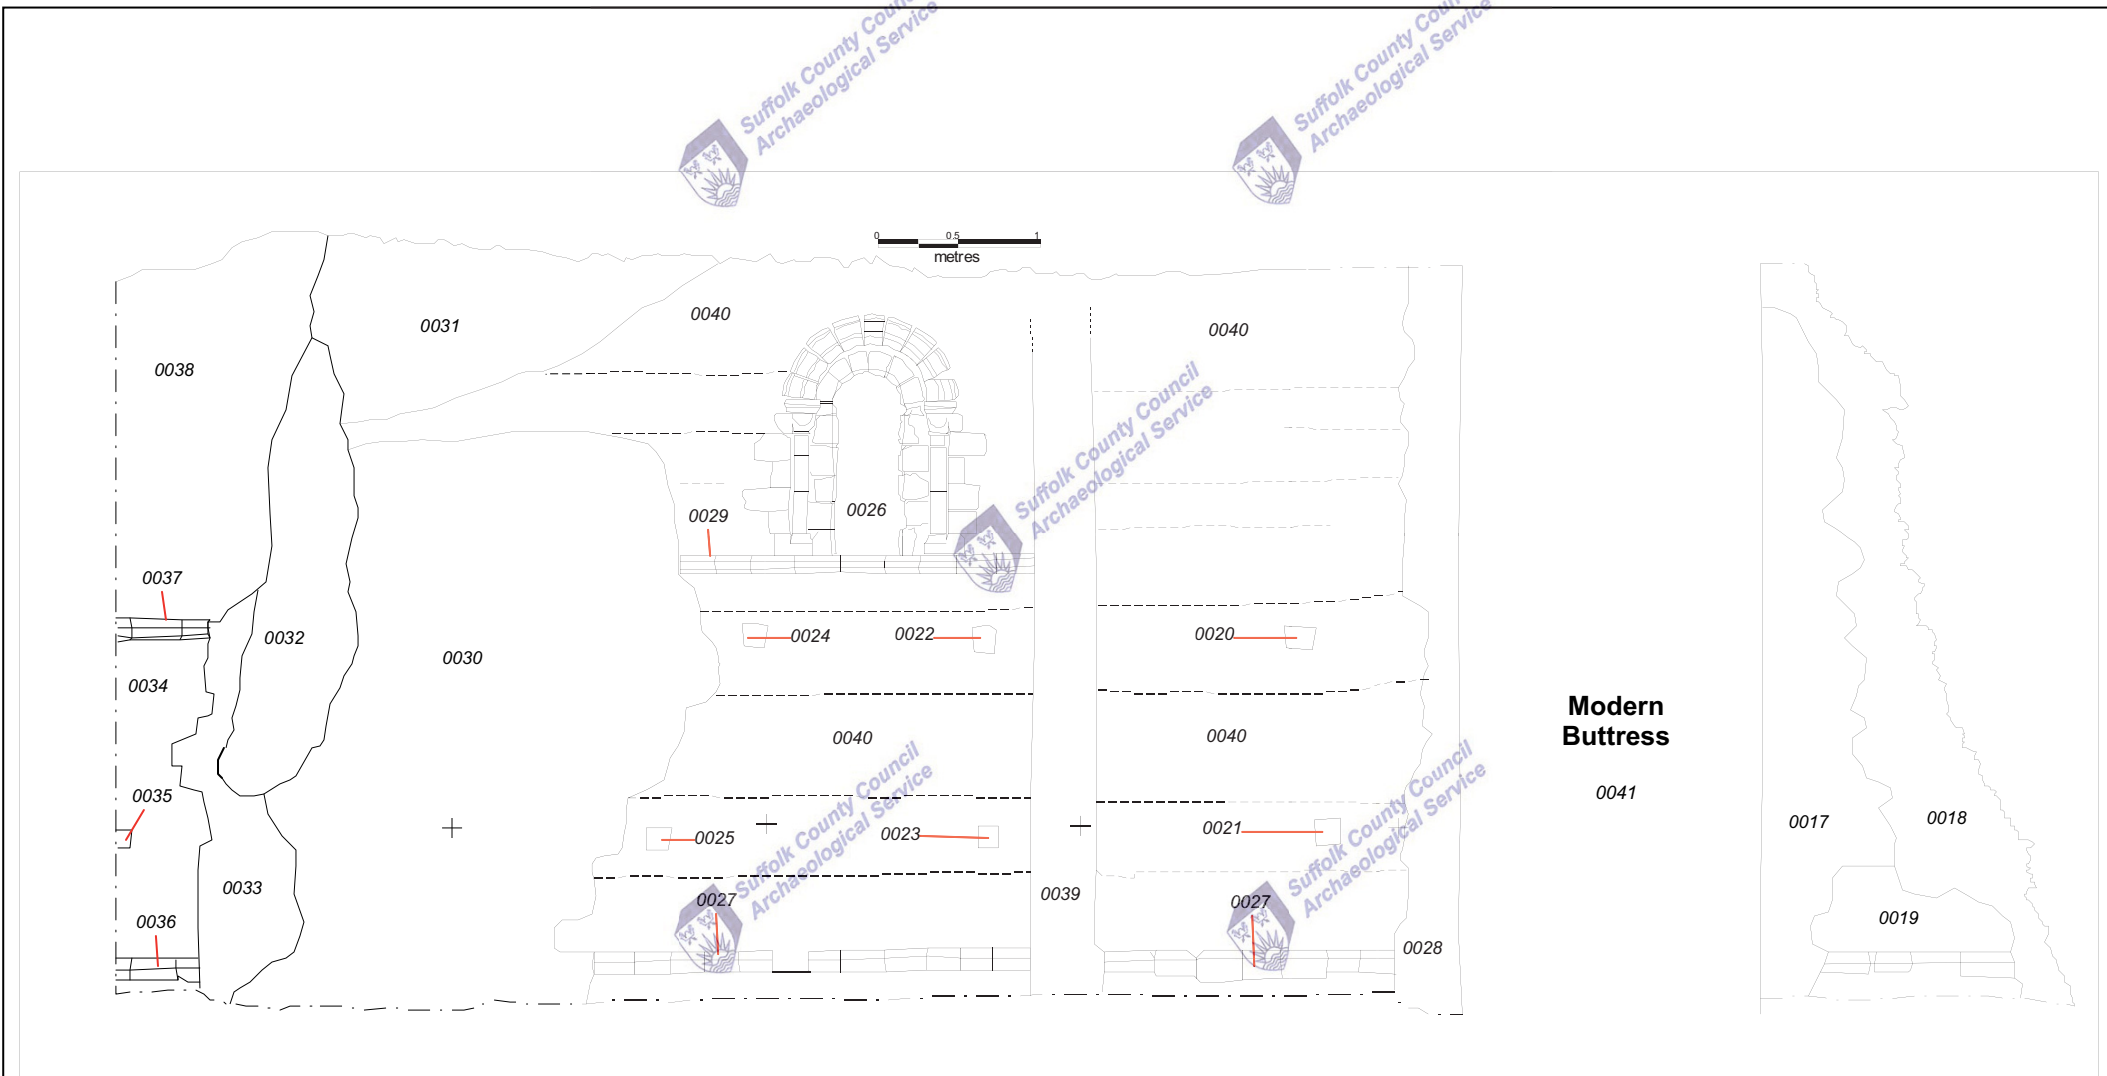 Suffolk County Coun
Archaeological Service
Suffolk County Coun
Archaeological Service
0 0.5 1
metres
0031
0040
0040
0038
Suffolk County Council
Archaeological Service
0029
0026
0037
0032
0024
0022
0020
0030
0034
Modern
Buttress
0040
0040
Suffolk County Council
Archaeological Service
Suffolk County Council
Archaeological Service
0041
0035
0025
0023
0021
0017
0018
0033
0039
0027
0027
0036
0028
0019